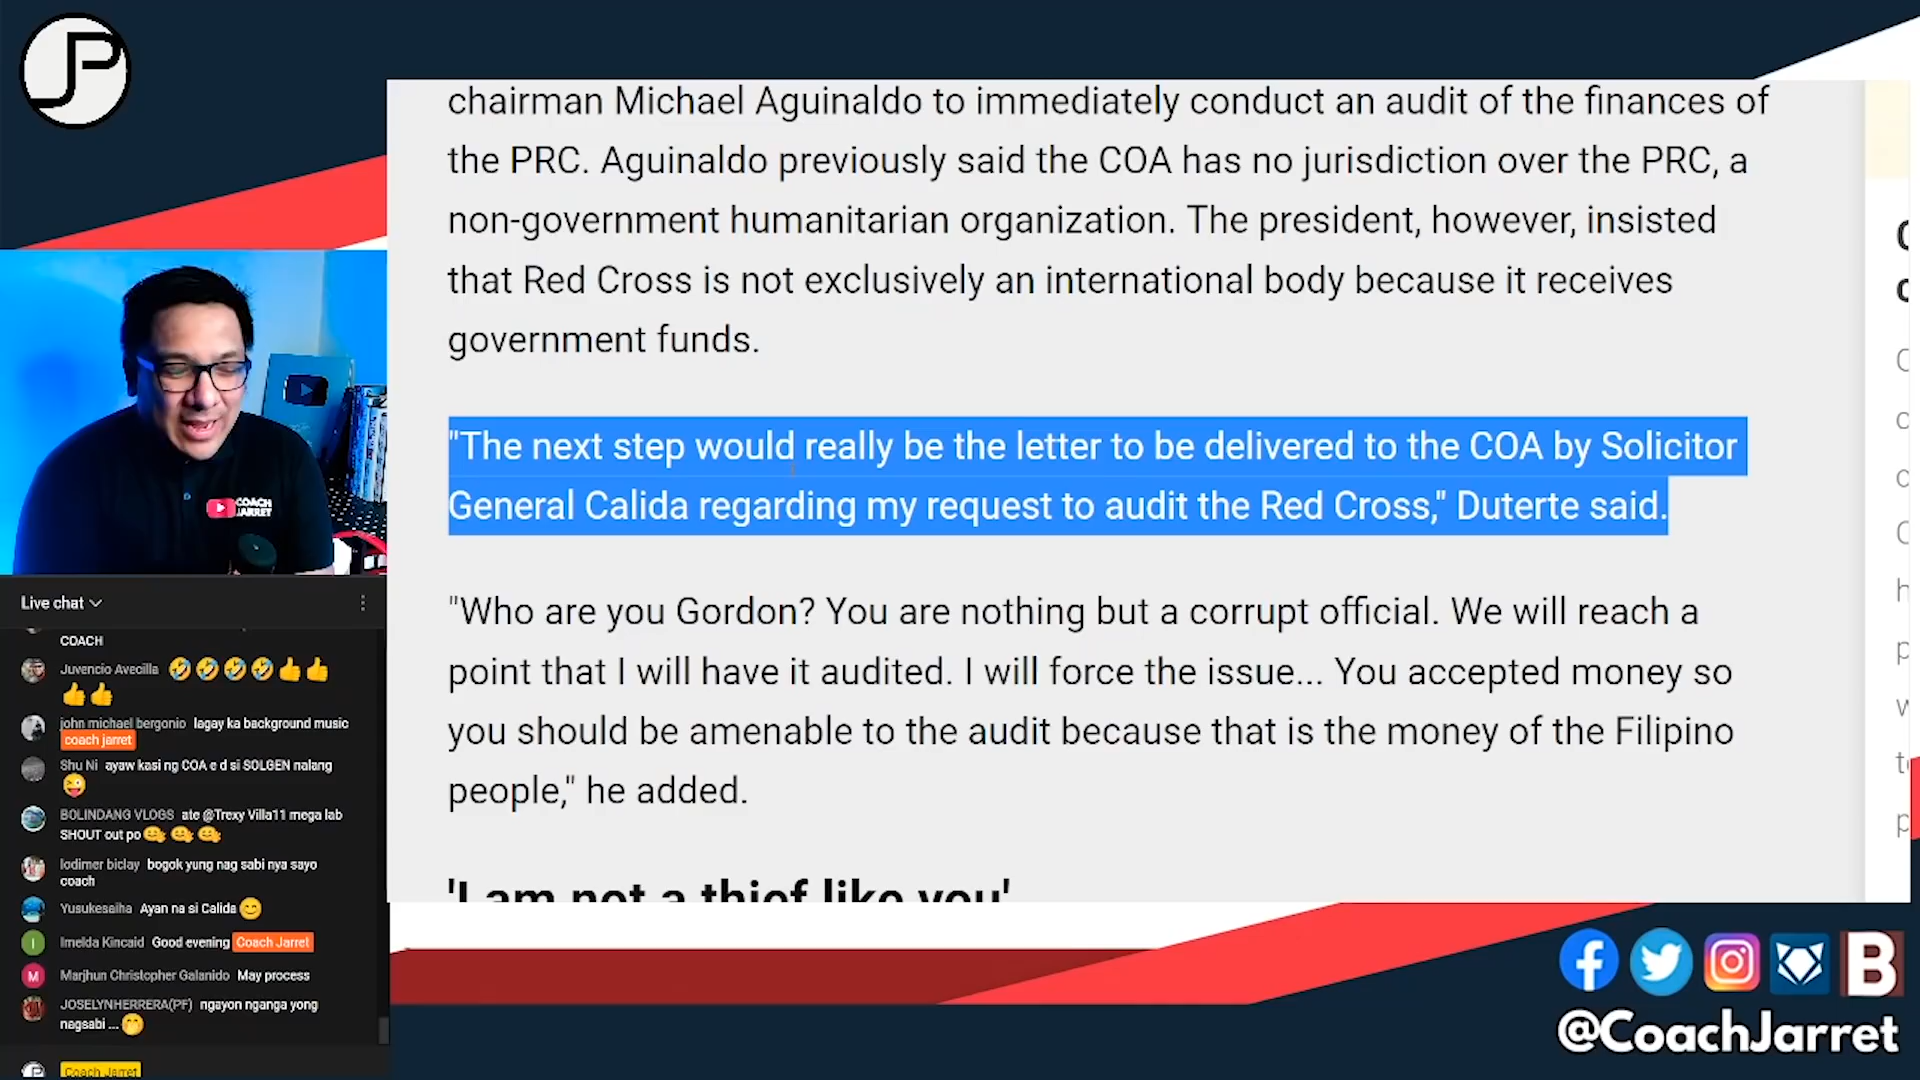 JP
chairman Michael Aguinaldo to immediately conduct an audit of the finances of
the PRC. Aguinaldo previously said the COA has no jurisdiction over the PRC, a
non-government humanitarian organization. The president, however, insisted
that Red Cross is not exclusively an international body because it receives
government funds.
"The next step would really be the letter to be delivered to the COA by Solicitor
General Calida regarding my request to audit the Red Cross," Duterte said.
"Who are you Gordon? You are nothing but a corrupt official. We will reach a
point that I will have it audited. I will force the issue... You accepted money so
you should be amenable to the audit because that is the money of the Filipino
people," he added.
'I am not a thief like you'
COACH
JARRET
Live chat
COACH
Juvencio Avecilla 🤣🤣🤣🤣👍👍
👍👍
john michael bergonio lagay ka background music
coach jarret
Shu Ni ayaw kasi ng COA e d si SOLGEN nalang
😜
BOLINDANG VLOGS ate @Trexy Villa11 mega lab
SHOUT out po 🤗🤗🤗
lodimer biclay bogok yung nag sabi nya sayo
coach
Yusukesaiha Ayan na si Calida 😊
I Imelda Kincaid Good evening Coach Jarret
M Marjhun Christopher Galanido May process
JOSELYNHERRERA(PF) ngayon nganga yong
nagsabi ... 🤭
Coach Jarret
B
@CoachJarret